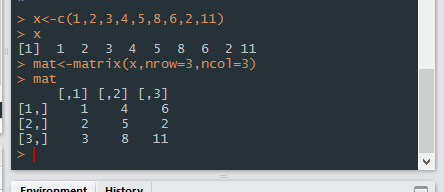 > x<-c(1,2,3,4,5,8,6,2,11)
> x
[1]  1  2  3  4  5  8  6  2 11
> mat<-matrix(x,nrow=3,ncol=3)
> mat
     [,1] [,2] [,3]
[1,]    1    4    6
[2,]    2    5    2
[3,]    3    8   11
>
Environment History